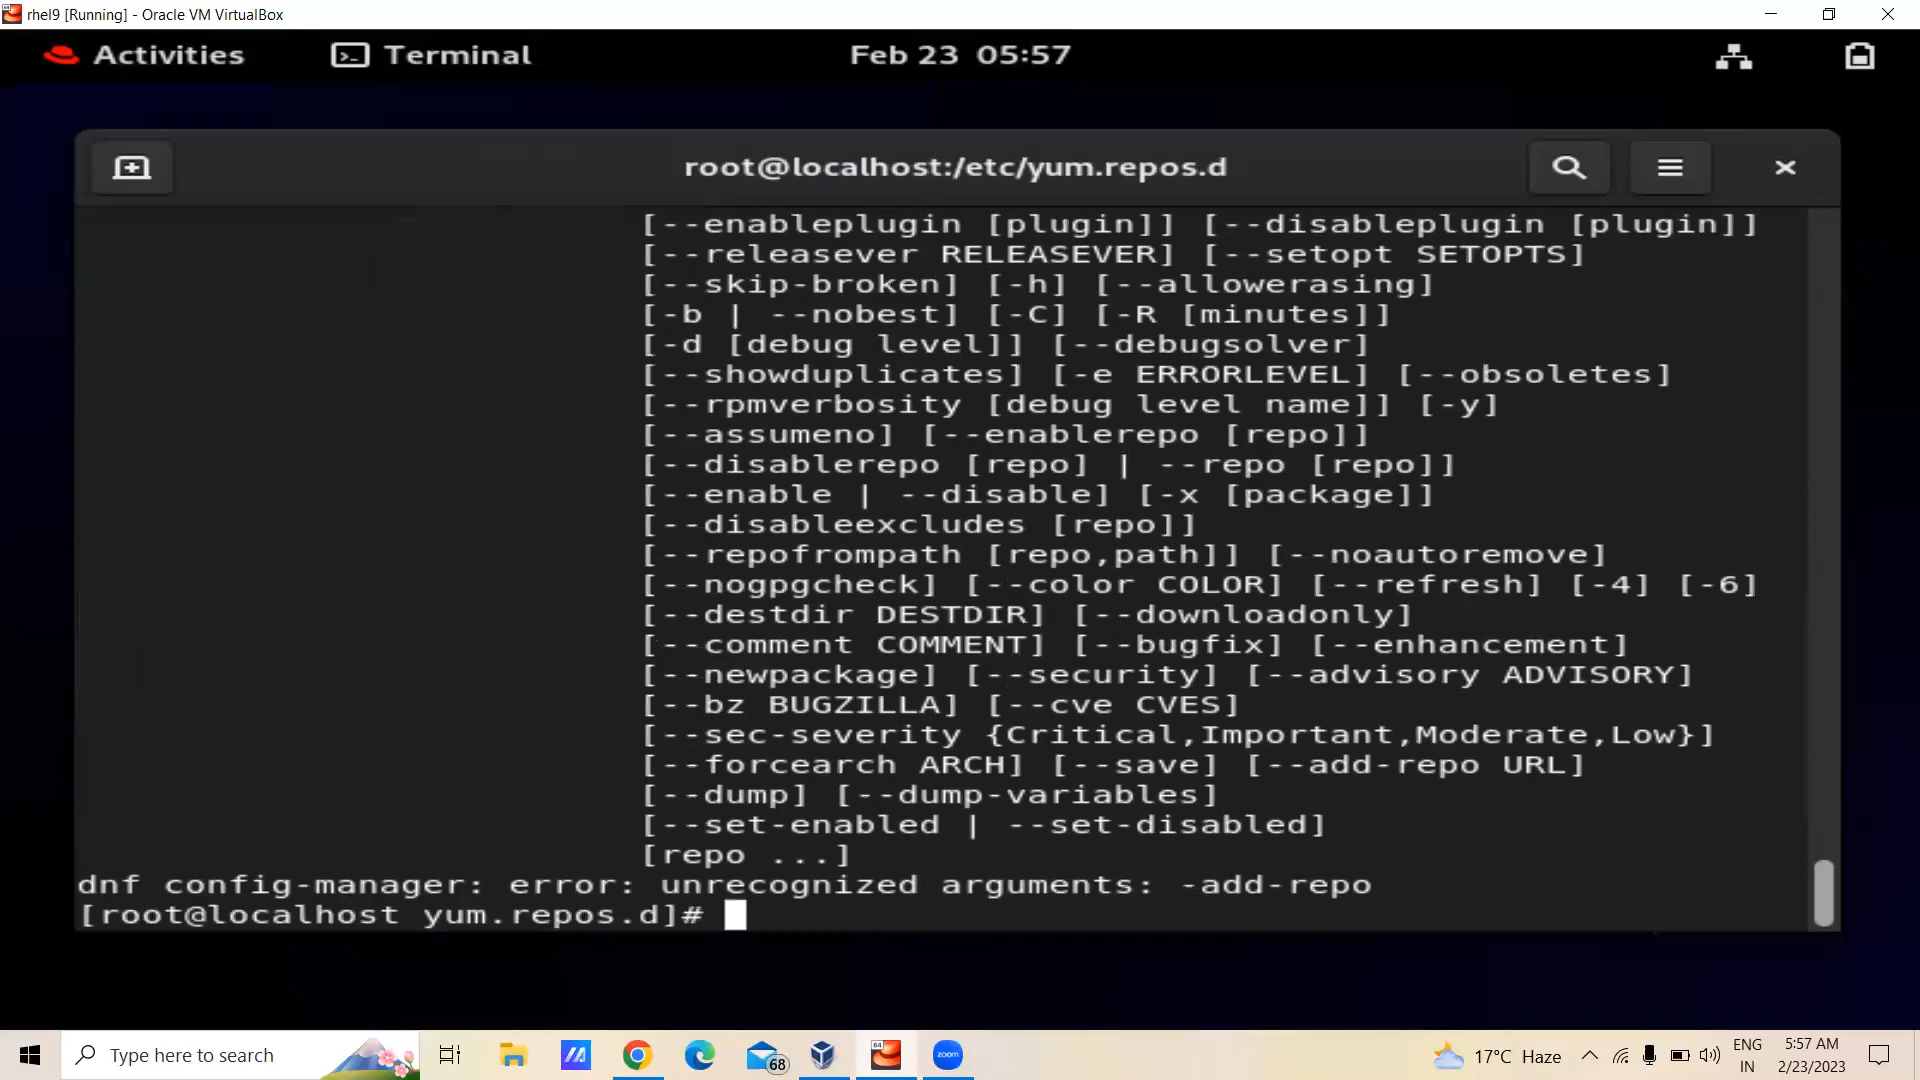 rhel9 [Running] - Oracle VM VirtualBox
Activities Terminal Feb 23 05:57
root@localhost:/etc/yum.repos.d
[--enableplugin [plugin]] [--disableplugin [plugin]]
[--releasever RELEASEVER] [--setopt SETOPTS]
[--skip-broken] [-h] [--allowerasing]
[-b | --nobest] [-C] [-R [minutes]]
[-d [debug level]] [--debugsolver]
[--showduplicates] [-e ERRORLEVEL] [--obsoletes]
[--rpmverbosity [debug level name]] [-y]
[--assumeno] [--enablerepo [repo]]
[--disablerepo [repo] | --repo [repo]]
[--enable | --disable] [-x [package]]
[--disableexcludes [repo]]
[--repofrompath [repo,path]] [--noautoremove]
[--nogpgcheck] [--color COLOR] [--refresh] [-4] [-6]
[--destdir DESTDIR] [--downloadonly]
[--comment COMMENT] [--bugfix] [--enhancement]
[--newpackage] [--security] [--advisory ADVISORY]
[--bz BUGZILLA] [--cve CVES]
[--sec-severity {Critical,Important,Moderate,Low}]
[--forcearch ARCH] [--save] [--add-repo URL]
[--dump] [--dump-variables]
[--set-enabled | --set-disabled]
[repo ...]
dnf config-manager: error: unrecognized arguments: -add-repo
[root@localhost yum.repos.d]#
Type here to search
68
64
zoom
17°C Haze
ENG
IN
5:57 AM
2/23/2023